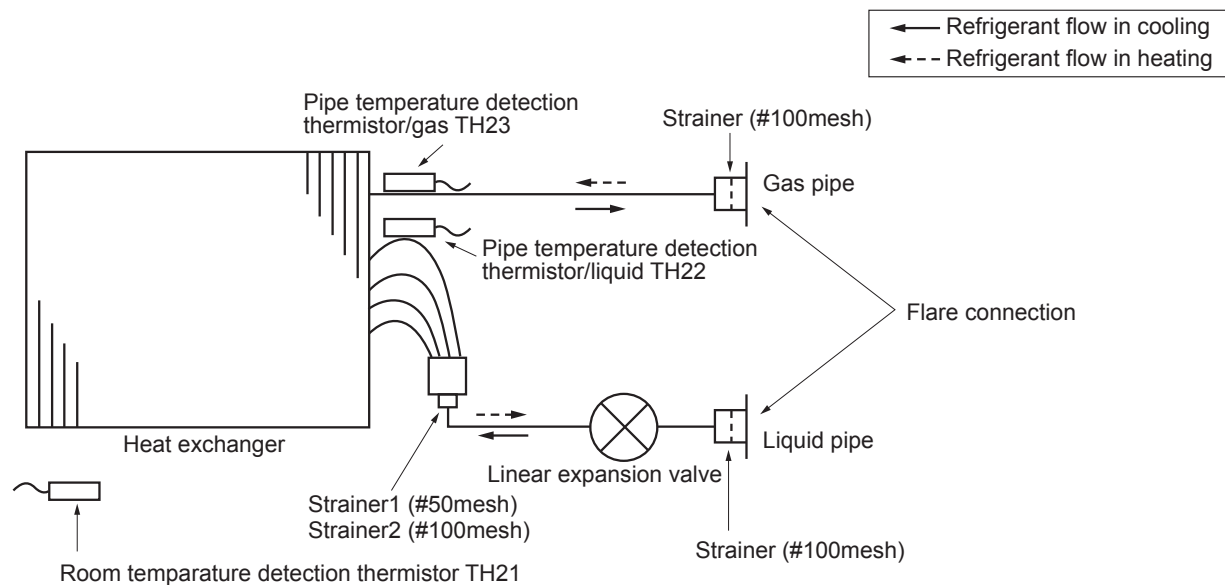 Refrigerant flow in cooling
Refrigerant flow in heating
Pipe temperature detection
thermistor/gas TH23
Strainer (#100mesh)
Gas pipe
Pipe temperature detection
thermistor/liquid TH22
Flare connection
Heat exchanger
Linear expansion valve
Liquid pipe
Strainer1 (#50mesh)
Strainer2 (#100mesh)
Strainer (#100mesh)
Room temparature detection thermistor TH21